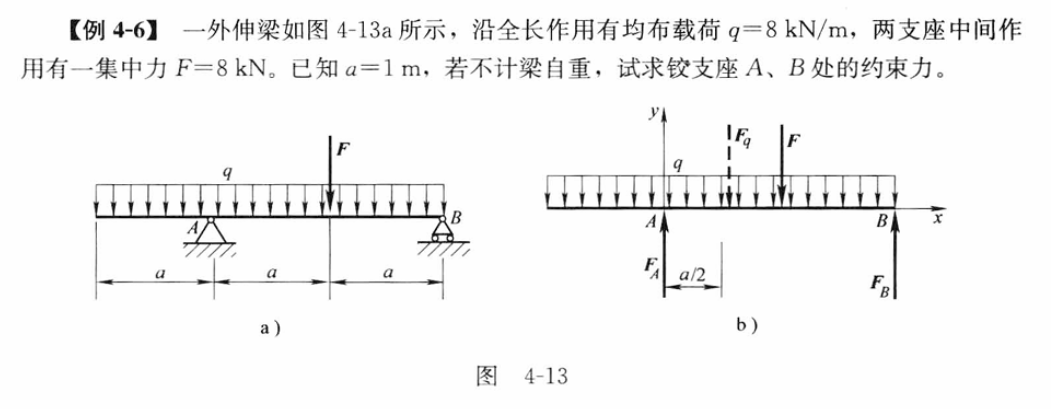 【例 4-6】 一外伸梁如图 4-13a 所示，沿全长作用有均布载荷 q=8 kN/m，两支座中间作
用有一集中力 F=8 kN。已知 a=1 m，若不计梁自重，试求铰支座 A、B 处的约束力。
F
q
A
B
a
a
a
a）
y
F_q
F
q
A
B
x
F_A
a/2
F_B
b）
图 4-13